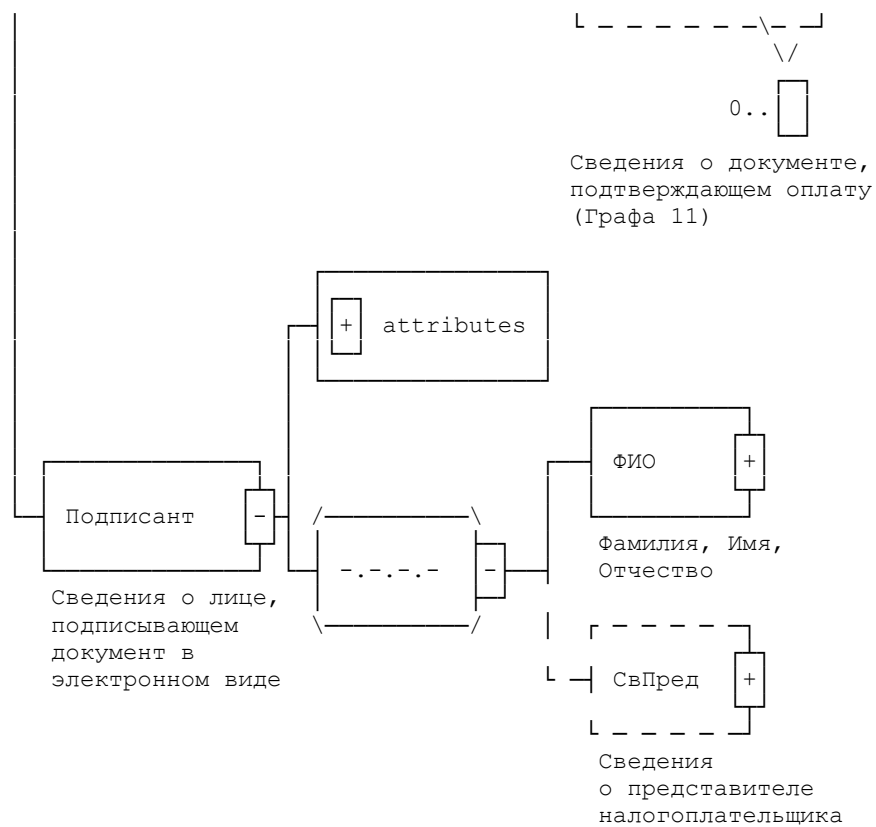 0..
Сведения о документе,
подтверждающем оплату
(Графа 11)
+ attributes
ФИО +
Подписант -
-.-.-.- -
Фамилия, Имя,
Отчество
Сведения о лице,
подписывающем
документ в
электронном виде
СвПред +
Сведения
о представителе
налогоплательщика